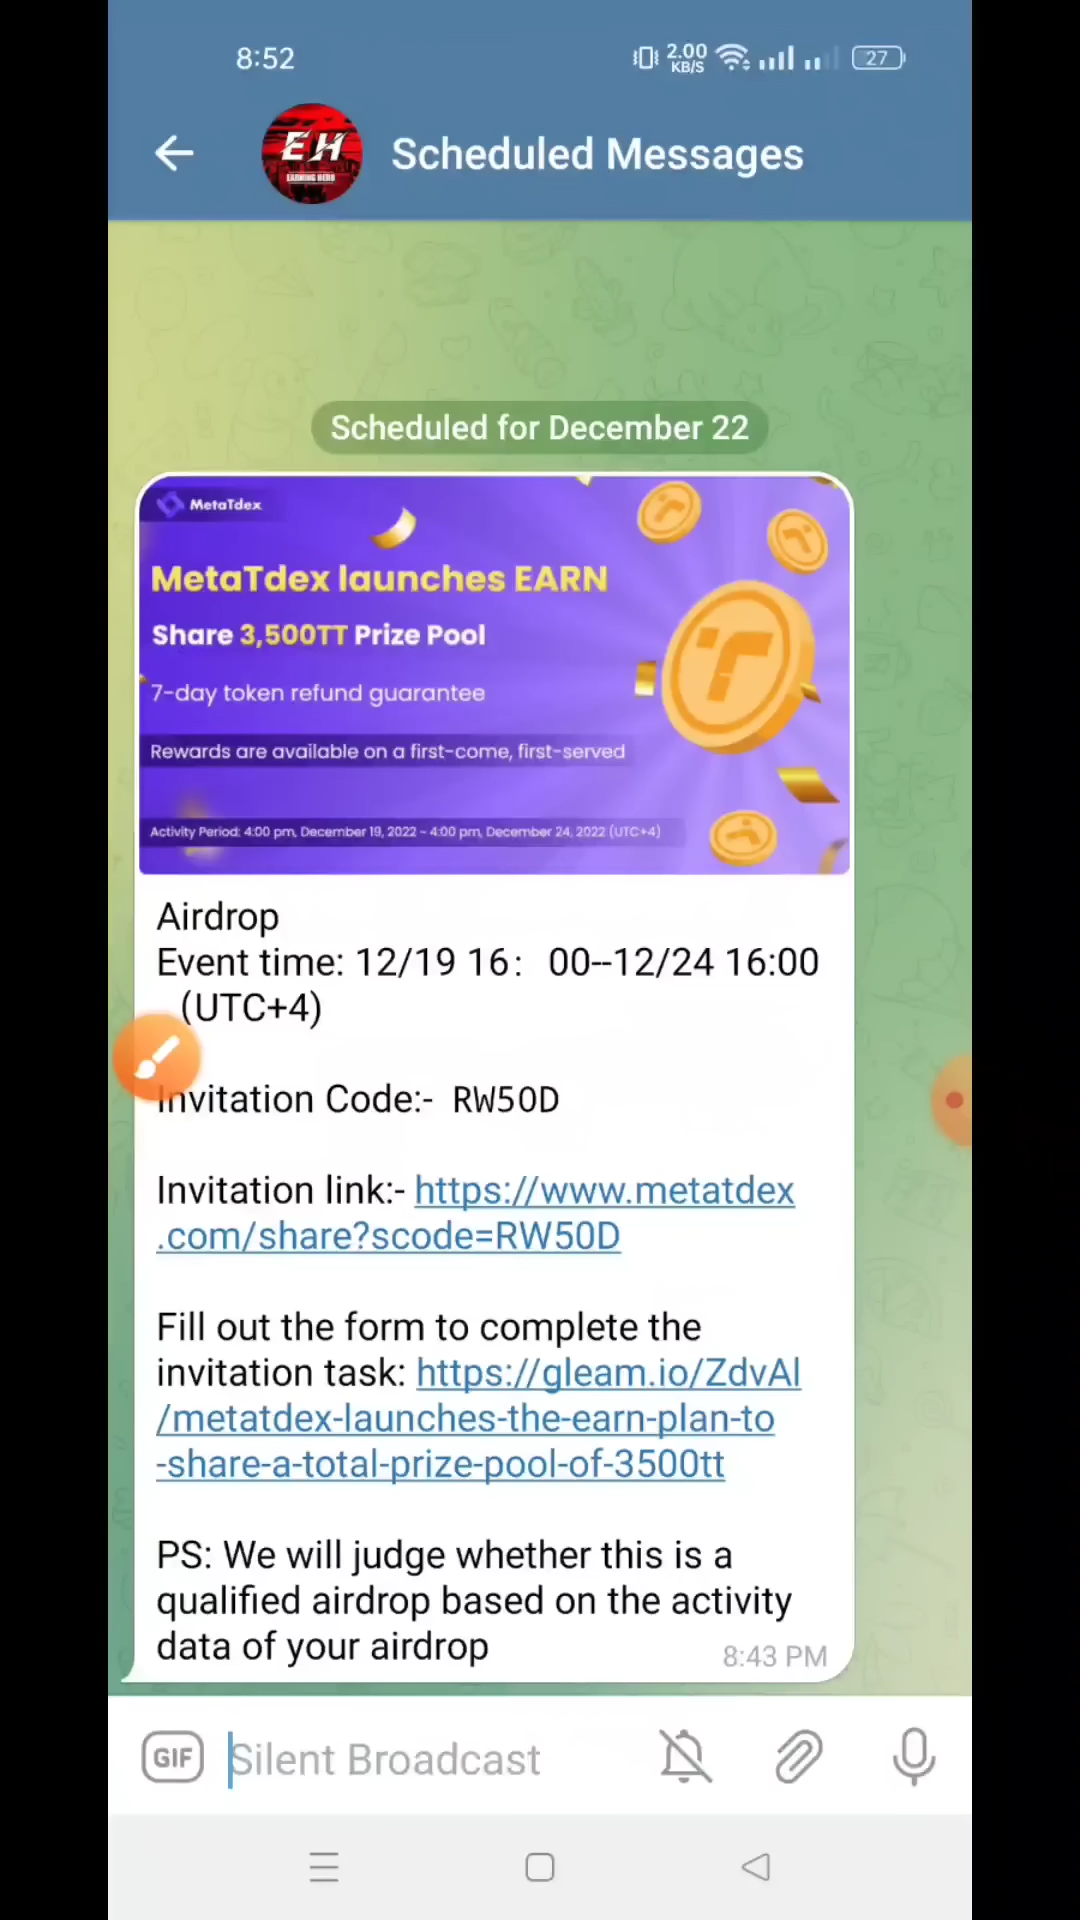 8:52
2.00
KB/S
27
EH
EARNING HERO
Scheduled Messages
Scheduled for December 22
MetaTdex
MetaTdex launches EARN
Share 3,500TT Prize Pool
7-day token refund guarantee
Rewards are available on a first-come, first-served
Activity Period: 4:00 pm, December 19, 2022 - 4:00 pm, December 24, 2022 (UTC+4)
Airdrop
Event time: 12/19 16： 00--12/24 16:00
(UTC+4)
Invitation Code:- RW50D
Invitation link:- https://www.metatdex
.com/share?scode=RW50D
Fill out the form to complete the
invitation task: https://gleam.io/ZdvAl
/metatdex-launches-the-earn-plan-to
-share-a-total-prize-pool-of-3500tt
PS: We will judge whether this is a
qualified airdrop based on the activity
data of your airdrop
8:43 PM
GIF
Silent Broadcast